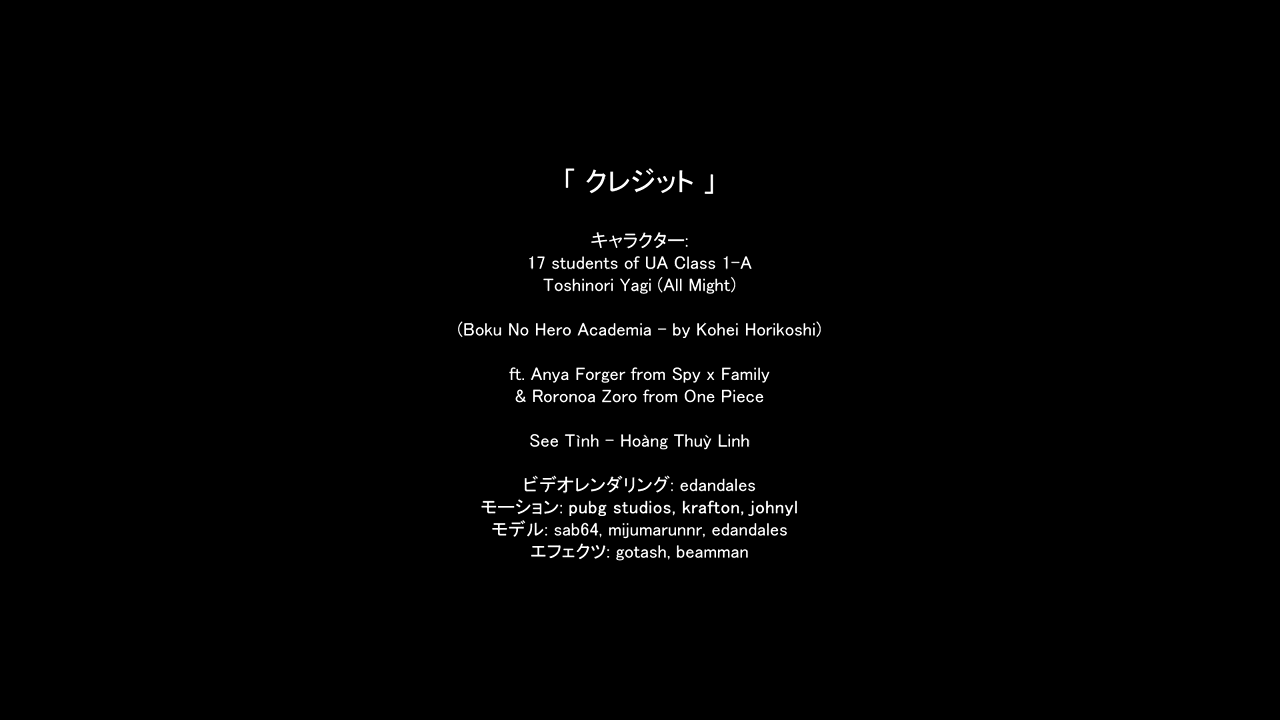 「 クレジット 」
キャラクター:
17 students of UA Class 1-A
Toshinori Yagi (All Might)
(Boku No Hero Academia - by Kohei Horikoshi)
ft. Anya Forger from Spy x Family
& Roronoa Zoro from One Piece
See Tình - Hoàng Thuỳ Linh
ビデオレンダリング: edandales
モーション: pubg studios, krafton, johnyl
モデル: sab64, mijumarunnr, edandales
エフェクツ: gotash, beamman